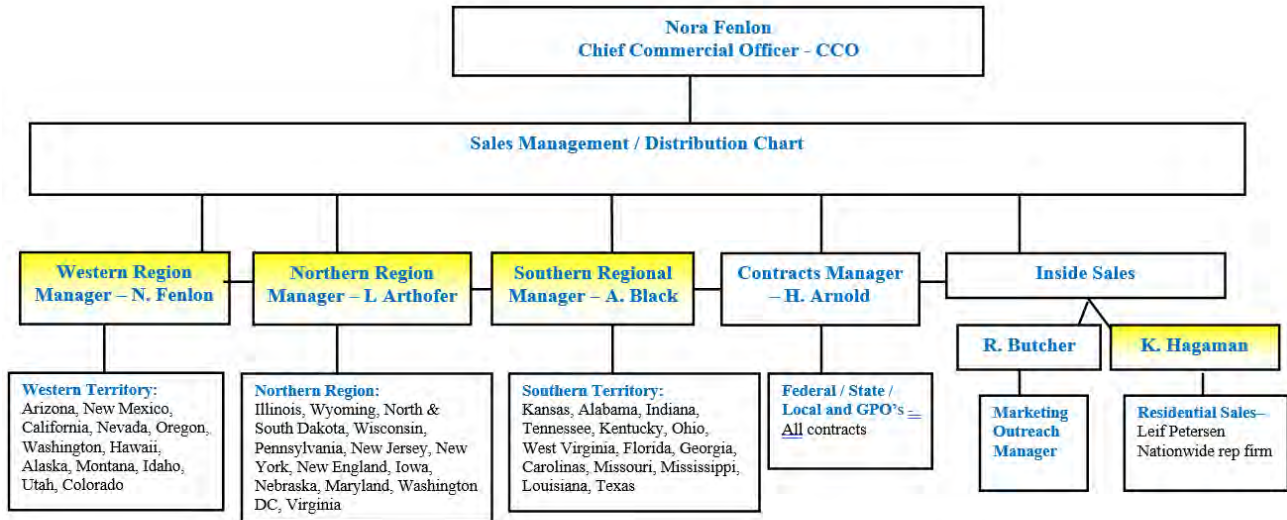 Nora Fenlon
Chief Commercial Officer - CCO
Sales Management / Distribution Chart
Western Region
Manager – N. Fenlon
Northern Region
Manager – L Arthofer
Southern Regional
Manager – A. Black
Contracts Manager
– H. Arnold
Inside Sales
R. Butcher
K. Hagaman
Western Territory:
Arizona, New Mexico,
California, Nevada, Oregon,
Washington, Hawaii,
Alaska, Montana, Idaho,
Utah, Colorado
Northern Region:
Illinois, Wyoming, North &
South Dakota, Wisconsin,
Pennsylvania, New Jersey, New
York, New England, Iowa,
Nebraska, Maryland, Washington
DC, Virginia
Southern Territory:
Kansas, Alabama, Indiana,
Tennessee, Kentucky, Ohio,
West Virginia, Florida, Georgia,
Carolinas, Missouri, Mississippi,
Louisiana, Texas
Federal / State /
Local and GPO's –
All contracts
Marketing
Outreach
Manager
Residential Sales–
Leif Petersen
Nationwide rep firm